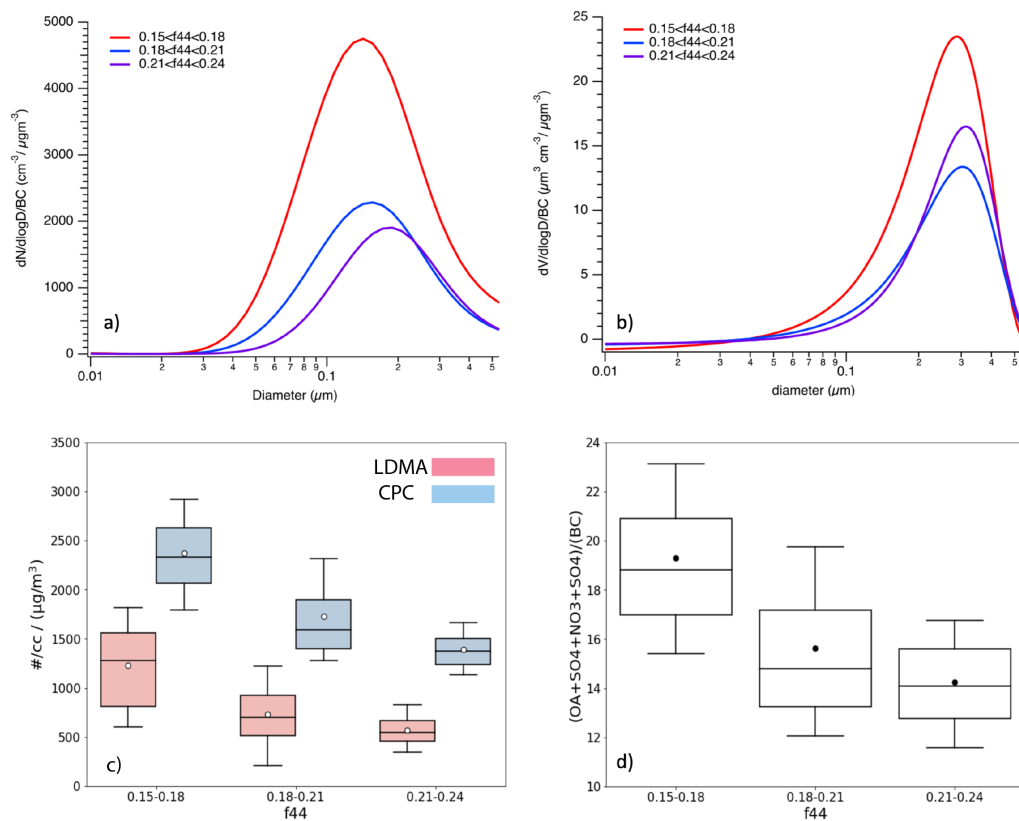 5000
4000
3000
2000
1000
0
dN/dlogD/BC (cm-3/ µgm-3)
0.15<f44<0.18
0.18<f44<0.21
0.21<f44<0.24
a)
0.01 2 3 4 5 6 7 8 9 0.1 2 3 4 5
Diameter (µm)
25
20
15
10
5
0
dV/dlogD/BC (µm3 cm-3/ µgm-3)
0.15<f44<0.18
0.18<f44<0.21
0.21<f44<0.24
b)
0.01 2 3 4 5 6 7 8 9 0.1 2 3 4 5
diameter (µm)
3500
3000
2500
2000
1500
1000
500
0
#/cc / (µg/m³)
LDMA
CPC
c)
0.15-0.18 0.18-0.21 0.21-0.24
f44
24
22
20
18
16
14
12
10
(OA+SO4+NO3+SO4)/(BC)
d)
0.15-0.18 0.18-0.21 0.21-0.24
f44